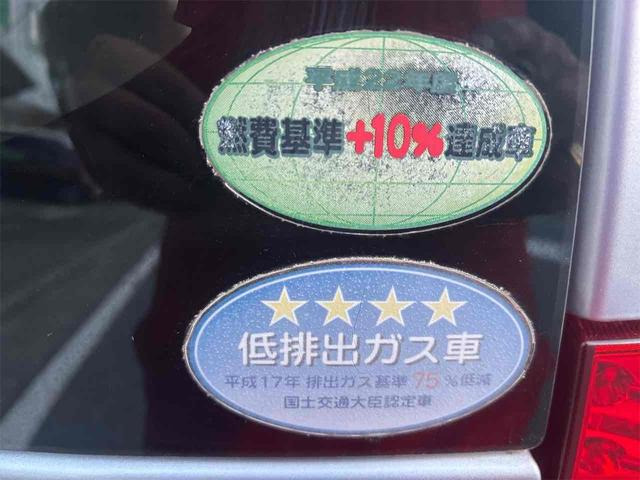 平成22年度
燃費基準+10%達成車
低排出ガス車
平成17年 排出ガス基準 75 %低減
国土交通大臣認定車